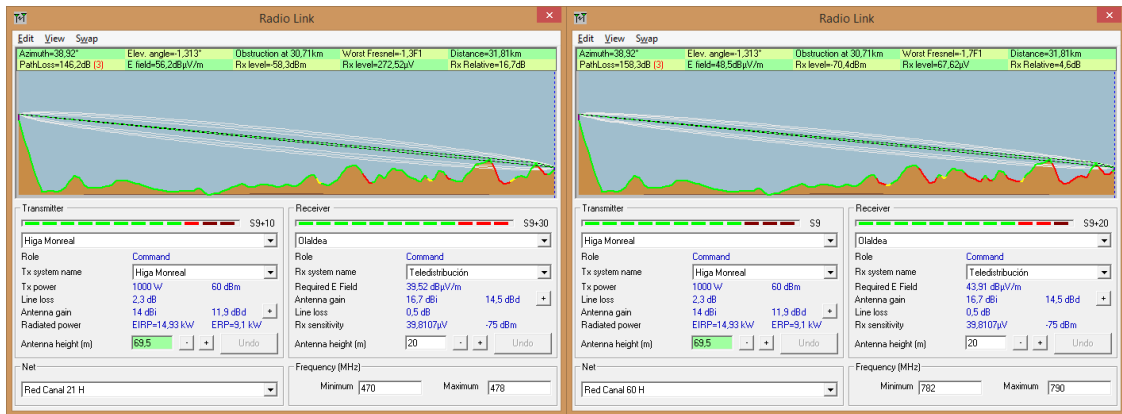 Radio Link
Edit View Swap
Azimuth=38,92° Elev. angle=-1,313° Obstruction at 30,71km Worst Fresnel=-1,3F1 Distance=31,81km
PathLoss=146,2dB (3) E field=56,2dBµV/m Rx level=-58,3dBm Rx level=272,52µV Rx Relative=16,7dB
Transmitter
S9+10
Higa Monreal
Role Command
Tx system name Higa Monreal
Tx power 1000 W 60 dBm
Line loss 2,3 dB
Antenna gain 14 dBi 11,9 dBd +
Radiated power EIRP=14,93 kW ERP=9,1 kW
Antenna height (m) 69,5 - + Undo
Net
Red Canal 21 H
Receiver
S9+30
Olaldea
Role Command
Rx system name Teledistribución
Required E Field 39,52 dBµV/m
Antenna gain 16,7 dBi 14,5 dBd +
Line loss 0,5 dB
Rx sensitivity 39,8107µV -75 dBm
Antenna height (m) 20 - + Undo
Frequency (MHz)
Minimum 470 Maximum 478
Radio Link
Edit View Swap
Azimuth=38,92° Elev. angle=-1,313° Obstruction at 30,71km Worst Fresnel=-1,7F1 Distance=31,81km
PathLoss=158,3dB (3) E field=48,5dBµV/m Rx level=-70,4dBm Rx level=67,62µV Rx Relative=4,6dB
Transmitter
S9
Higa Monreal
Role Command
Tx system name Higa Monreal
Tx power 1000 W 60 dBm
Line loss 2,3 dB
Antenna gain 14 dBi 11,9 dBd +
Radiated power EIRP=14,93 kW ERP=9,1 kW
Antenna height (m) 69,5 - + Undo
Net
Red Canal 60 H
Receiver
S9+20
Olaldea
Role Command
Rx system name Teledistribución
Required E Field 43,91 dBµV/m
Antenna gain 16,7 dBi 14,5 dBd +
Line loss 0,5 dB
Rx sensitivity 39,8107µV -75 dBm
Antenna height (m) 20 - + Undo
Frequency (MHz)
Minimum 782 Maximum 790